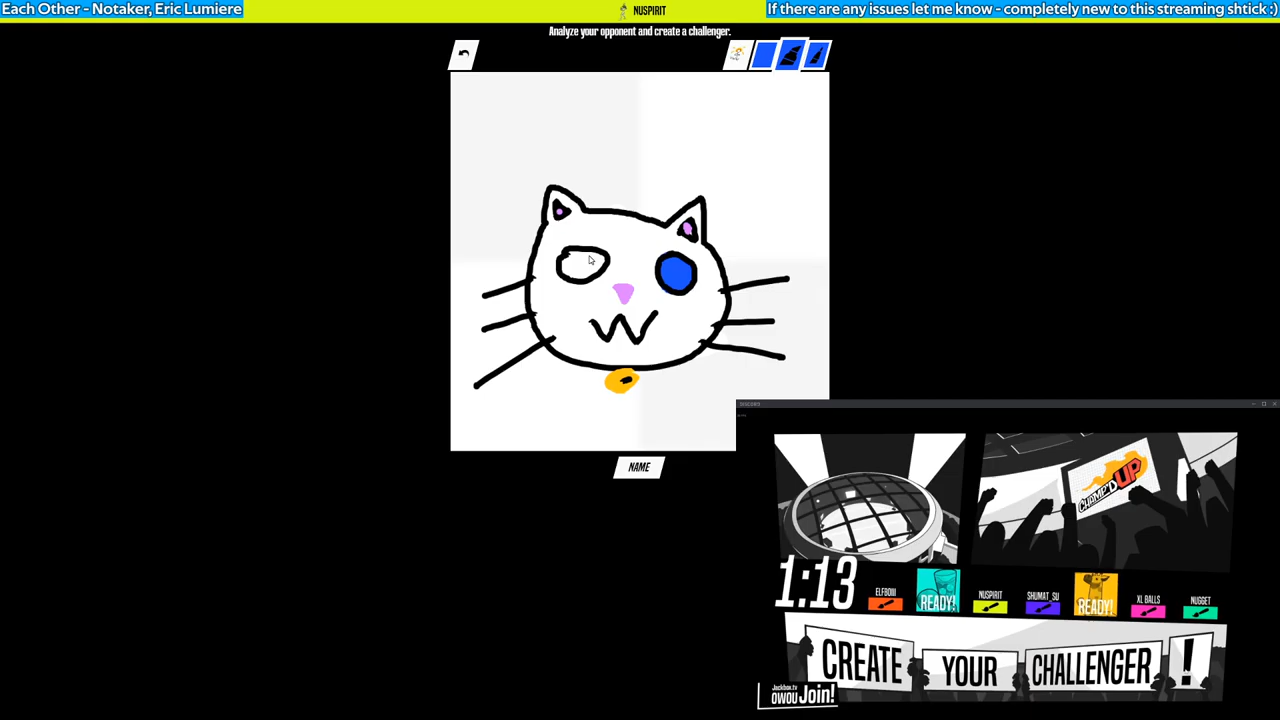 Each Other - Notaker, Eric Lumiere
NUSPIRIT
If there are any issues let me know - completely new to this streaming shtick :)
Analyze your opponent and create a challenger.
NAME
CHAMP'D UP
1:13
ELFBOW
READY!
NUSPIRIT
SHUMAT_SU
READY!
XL BALLS
NUGGET
CREATE YOUR CHALLENGER !
Jackbox.tv
OWOU Join!